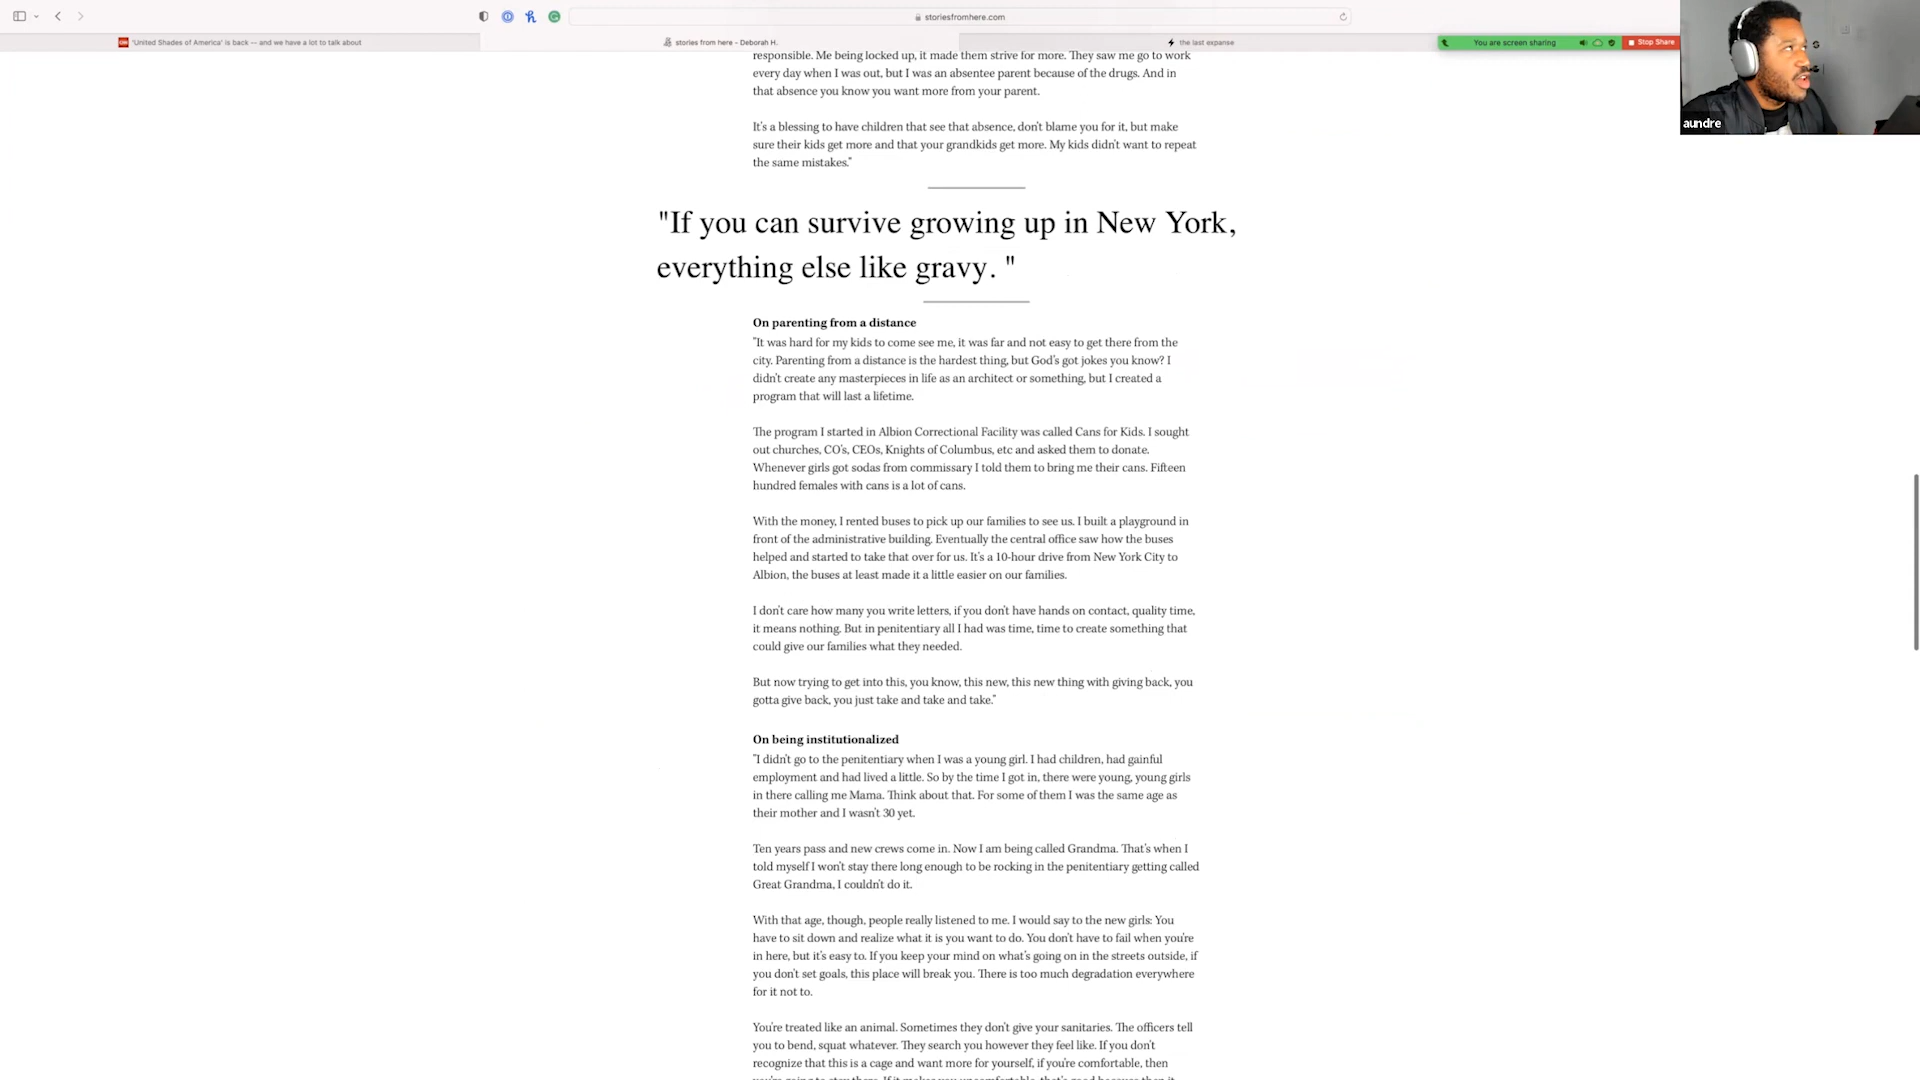 storiesfromhere.com
'United Shades of America' is back -- and we have a lot to talk about
stories from here – Deborah H.
the last expanse
You are screen sharing
Stop Share
aundre
responsible. Me being locked up, it made them strive for more. They saw me go to work
every day when I was out, but I was an absentee parent because of the drugs. And in
that absence you know you want more from your parent.
It's a blessing to have children that see that absence, don't blame you for it, but make
sure their kids get more and that your grandkids get more. My kids didn't want to repeat
the same mistakes."
"If you can survive growing up in New York,
everything else like gravy. "
On parenting from a distance
"It was hard for my kids to come see me, it was far and not easy to get there from the
city. Parenting from a distance is the hardest thing, but God's got jokes you know? I
didn't create any masterpieces in life as an architect or something, but I created a
program that will last a lifetime.
The program I started in Albion Correctional Facility was called Cans for Kids. I sought
out churches, CO's, CEOs, Knights of Columbus, etc and asked them to donate.
Whenever girls got sodas from commissary I told them to bring me their cans. Fifteen
hundred females with cans is a lot of cans.
With the money, I rented buses to pick up our families to see us. I built a playground in
front of the administrative building. Eventually the central office saw how the buses
helped and started to take that over for us. It's a 10-hour drive from New York City to
Albion, the buses at least made it a little easier on our families.
I don't care how many you write letters, if you don't have hands on contact, quality time,
it means nothing. But in penitentiary all I had was time, time to create something that
could give our families what they needed.
But now trying to get into this, you know, this new, this new thing with giving back, you
gotta give back, you just take and take and take."
On being institutionalized
"I didn't go to the penitentiary when I was a young girl. I had children, had gainful
employment and had lived a little. So by the time I got in, there were young, young girls
in there calling me Mama. Think about that. For some of them I was the same age as
their mother and I wasn't 30 yet.
Ten years pass and new crews come in. Now I am being called Grandma. That's when I
told myself I won't stay there long enough to be rocking in the penitentiary getting called
Great Grandma, I couldn't do it.
With that age, though, people really listened to me. I would say to the new girls: You
have to sit down and realize what it is you want to do. You don't have to fail when you're
in here, but it's easy to. If you keep your mind on what's going on in the streets outside, if
you don't set goals, this place will break you. There is too much degradation everywhere
for it not to.
You're treated like an animal. Sometimes they don't give your sanitaries. The officers tell
you to bend, squat whatever. They search you however they feel like. If you don't
recognize that this is a cage and want more for yourself, if you're comfortable, then